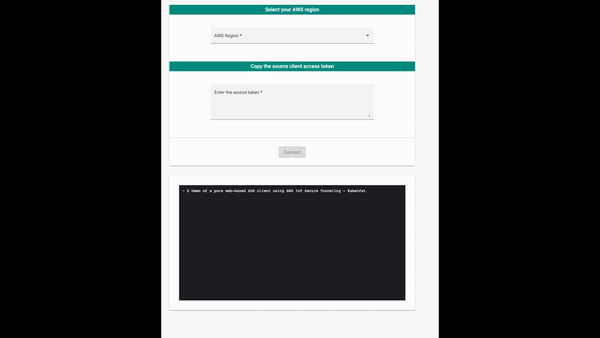 Select your AWS region
AWS Region *
Copy the source client access token
Enter the source token *
Connect
~ A Demo of a pure web-based SSH client using AWS IoT Secure Tunneling ~